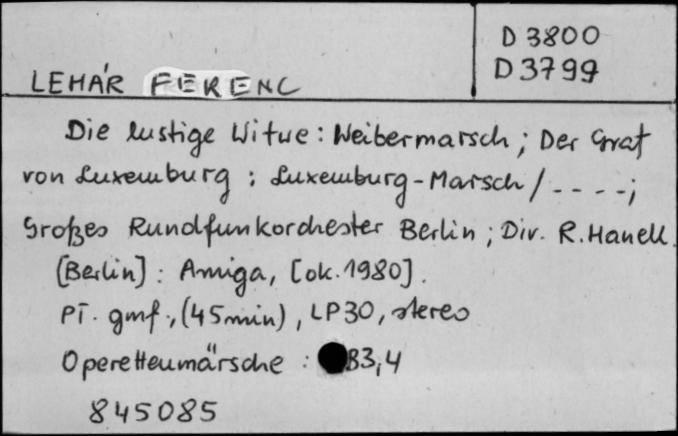 D 3800
D 3799
LEHÁR FERENC
Die lustige Witwe: Weibermarsch; Der Graf
von Luxemburg: Luxemburg-Marsch / ----;
Großes Rundfunkorchester Berlin; Dir. R. Hanell.
[Berlin]: Amiga, [ok. 1980].
Pł. gmf., (45 min), LP30, stereo
Operettenmärsche: B3,4
845085